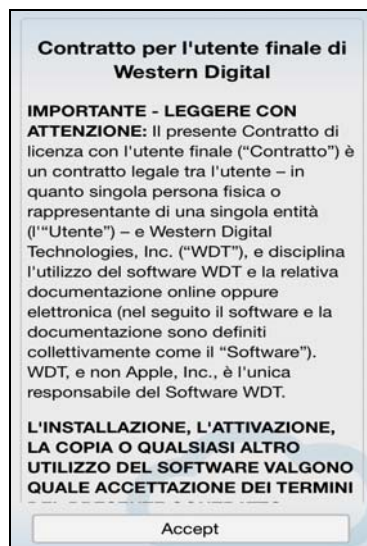 Contratto per l'utente finale di
Western Digital
IMPORTANTE - LEGGERE CON
ATTENZIONE: Il presente Contratto di
licenza con l'utente finale (“Contratto”) è
un contratto legale tra l'utente – in
quanto singola persona fisica o
rappresentante di una singola entità
(l'“Utente”) – e Western Digital
Technologies, Inc. (“WDT”), e disciplina
l'utilizzo del software WDT e la relativa
documentazione online oppure
elettronica (nel seguito il software e la
documentazione sono definiti
collettivamente come il “Software”).
WDT, e non Apple, Inc., è l'unica
responsabile del Software WDT.
L'INSTALLAZIONE, L'ATTIVAZIONE,
LA COPIA O QUALSIASI ALTRO
UTILIZZO DEL SOFTWARE VALGONO
QUALE ACCETTAZIONE DEI TERMINI
Accept